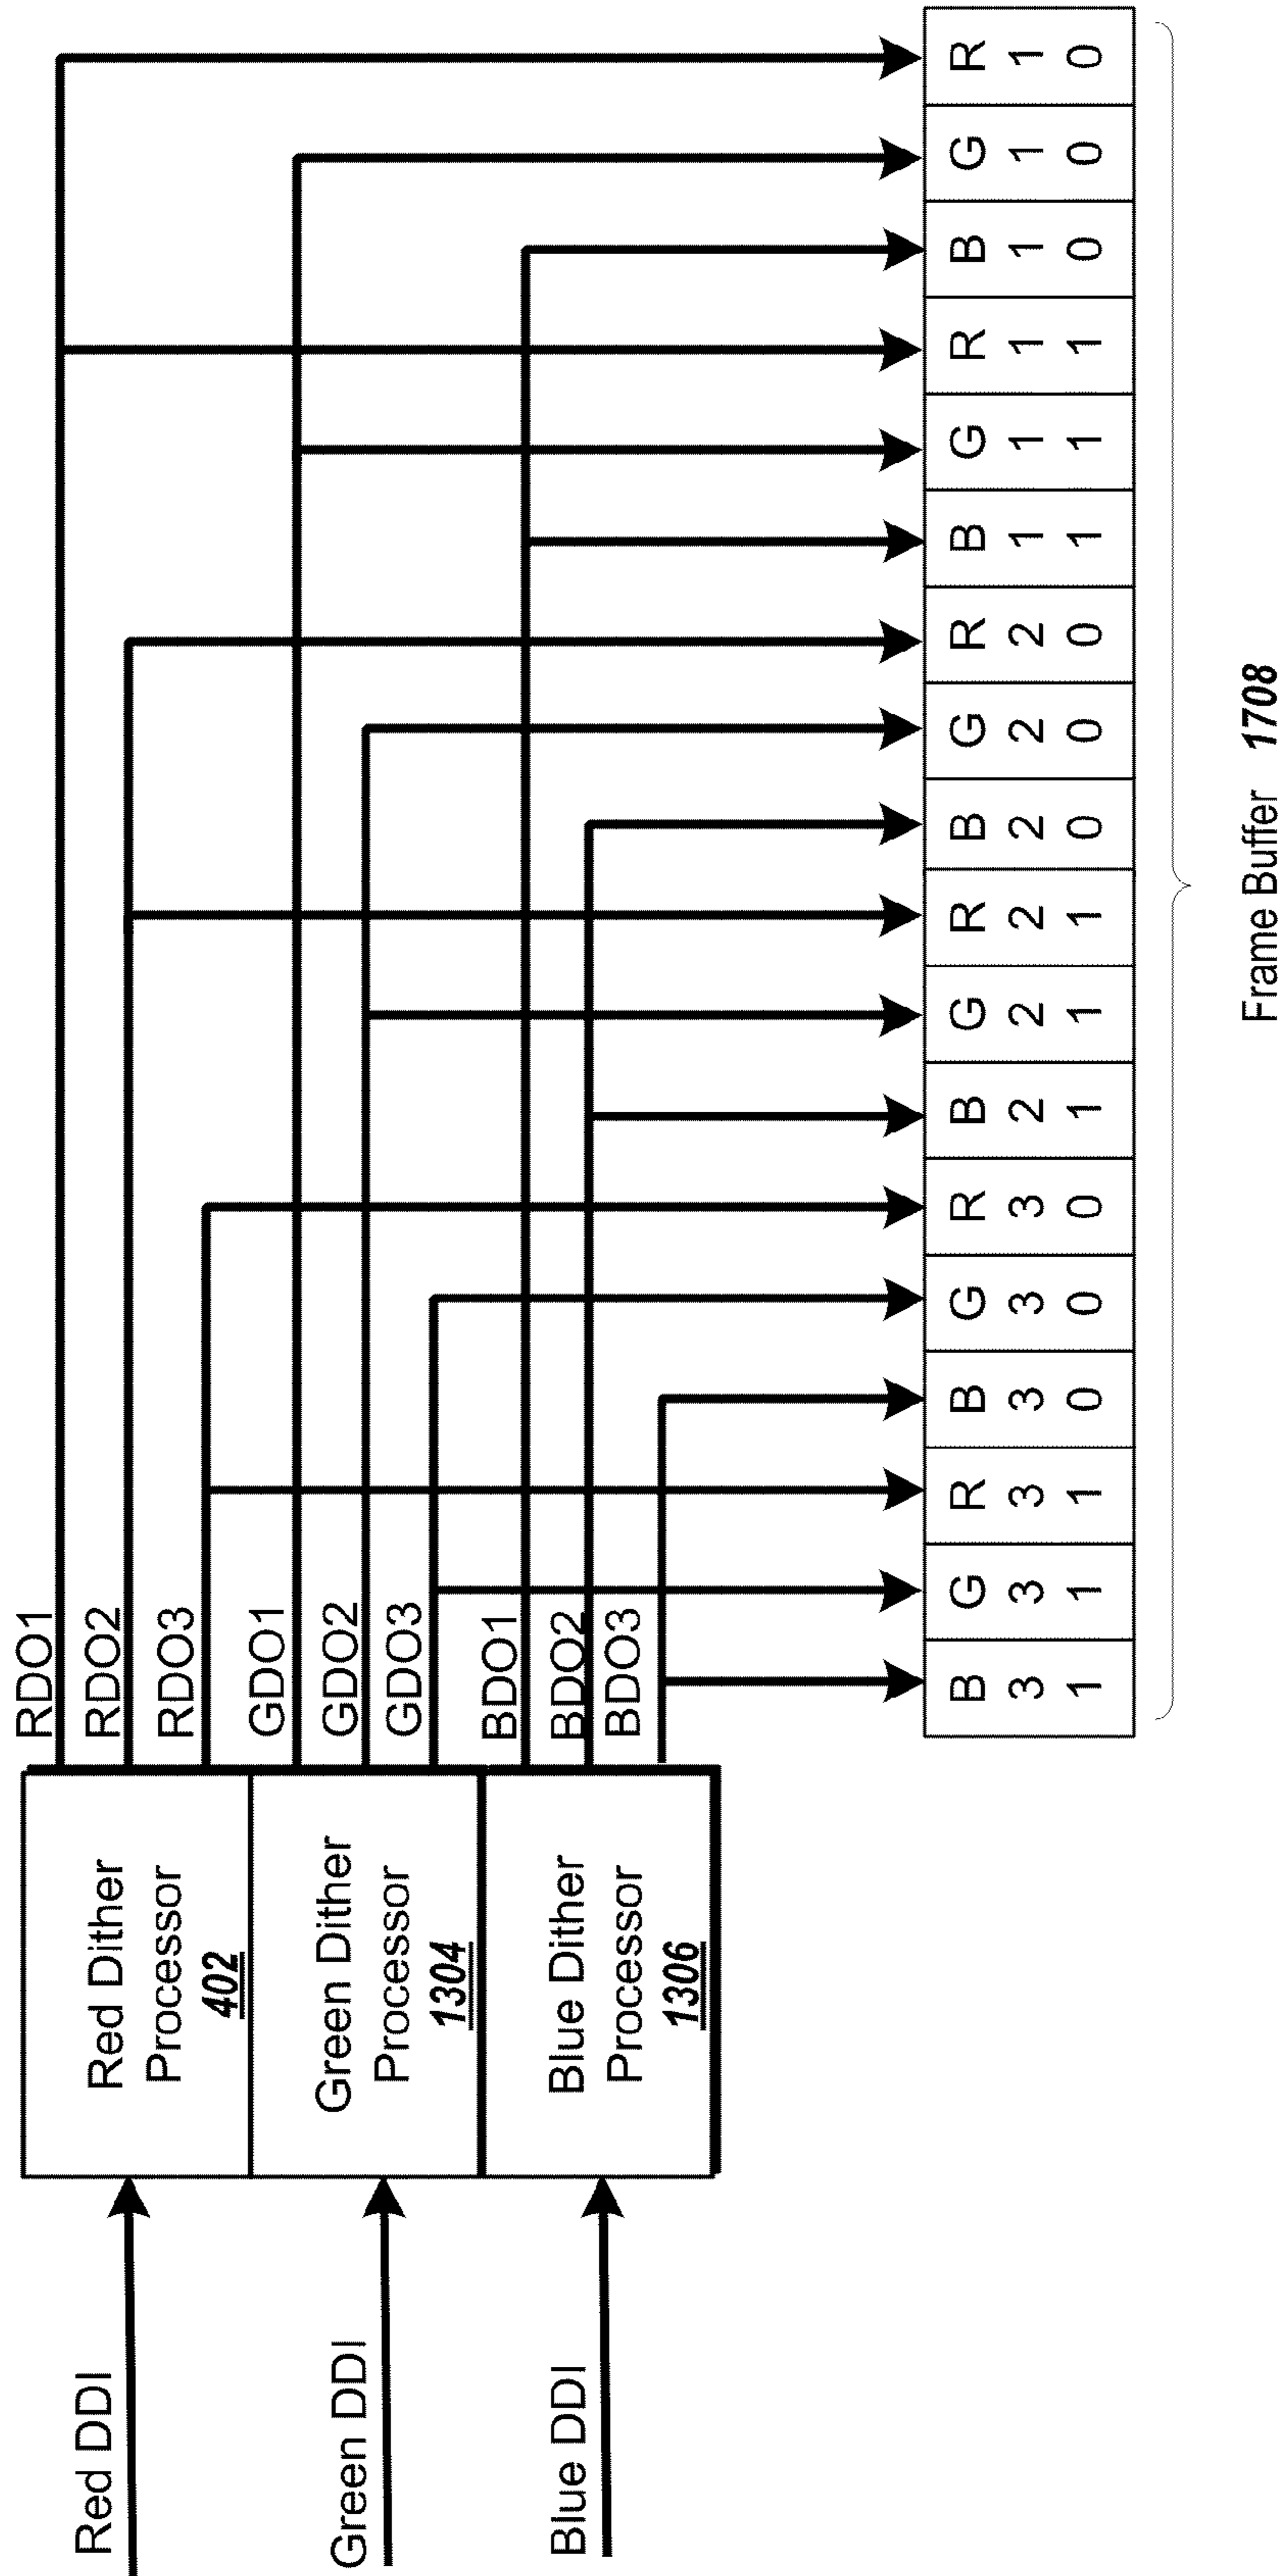 Red DDI
Green DDI
Blue DDI
Red Dither
Processor
402
Green Dither
Processor
1304
Blue Dither
Processor
1306
RDO1
RDO2
RDO3
GDO1
GDO2
GDO3
BDO1
BDO2
BDO3
B G R B G R B G R B G R B G R B G R
3 3 3 3 3 3 2 2 2 2 2 2 1 1 1 1 1 1
1 1 1 0 0 0 1 1 1 0 0 0 1 1 1 0 0 0
Frame Buffer 1708